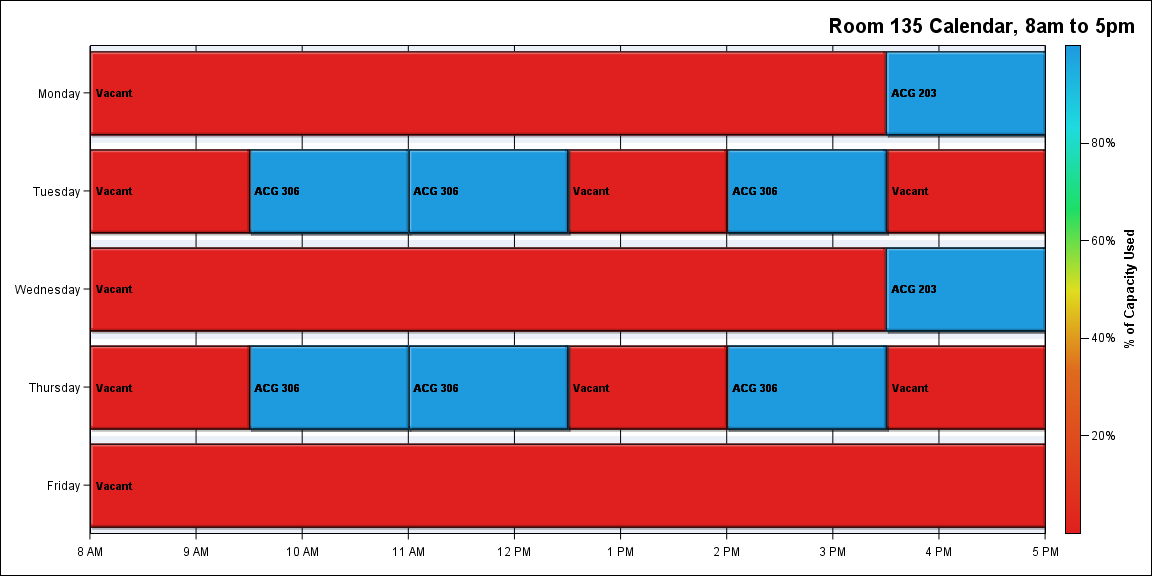 Room 135 Calendar, 8am to 5pm
Monday
Vacant
ACG 203
Tuesday
Vacant
ACG 306
ACG 306
Vacant
ACG 306
Vacant
Wednesday
Vacant
ACG 203
Thursday
Vacant
ACG 306
ACG 306
Vacant
ACG 306
Vacant
Friday
Vacant
8 AM
9 AM
10 AM
11 AM
12 PM
1 PM
2 PM
3 PM
4 PM
5 PM
80%
60%
40%
20%
% of Capacity Used